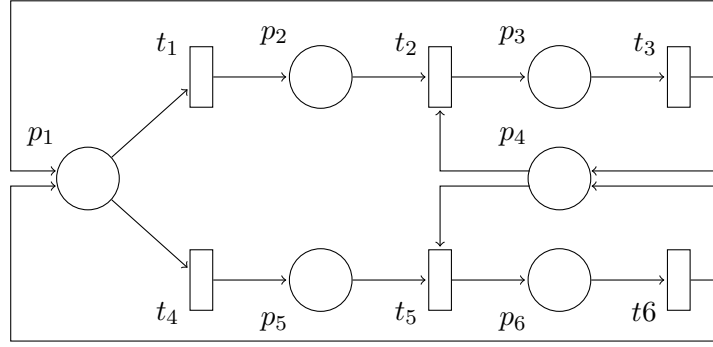 t₁ p₂ t₂ p₃ t₃
p₁ p₄
t₄ p₅ t₅ p₆ t6